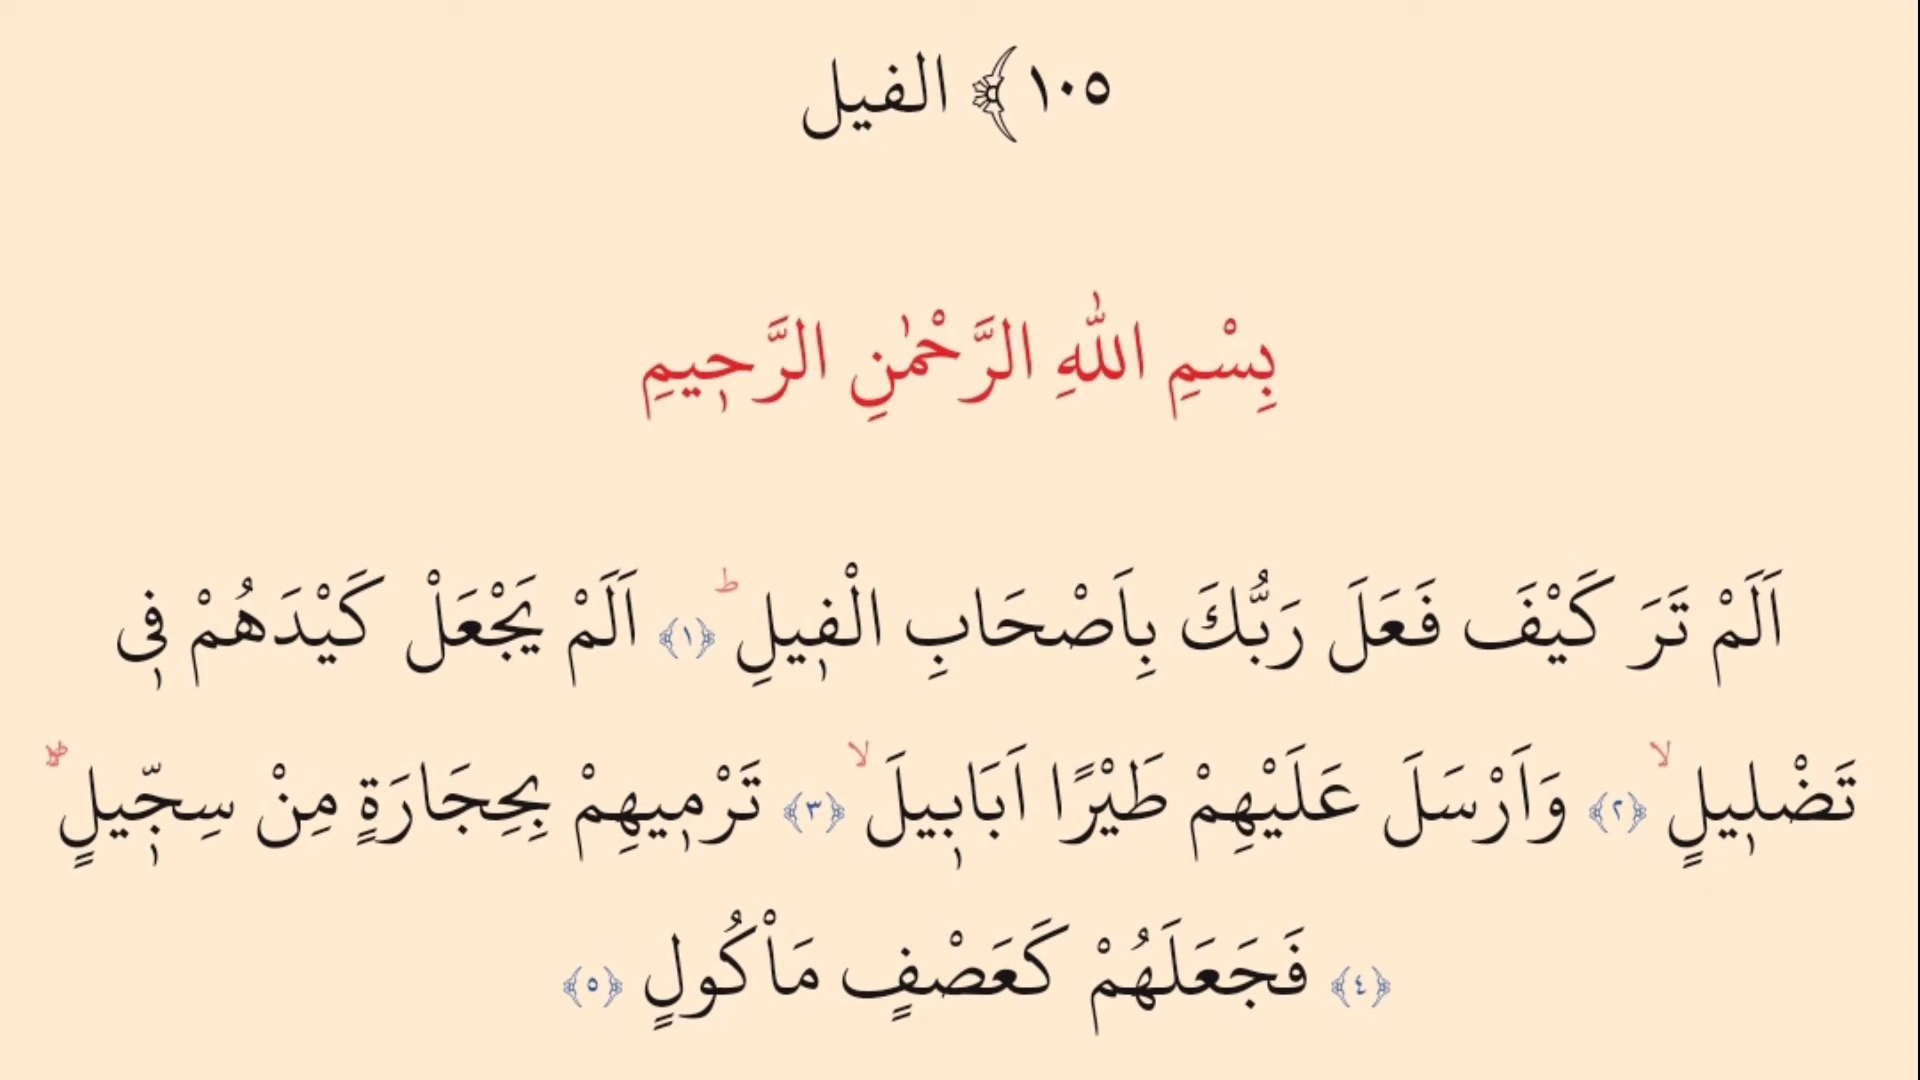 ١٠٥﴾ الفيل
بِسْمِ اللّٰهِ الرَّحْمٰنِ الرَّحٖيمِ
اَلَمْ تَرَ كَيْفَ فَعَلَ رَبُّكَ بِاَصْحَابِ الْفٖيلِ ؕ ﴿١﴾ اَلَمْ يَجْعَلْ كَيْدَهُمْ فٖى
تَضْلٖيلٍ ۙ ﴿٢﴾ وَاَرْسَلَ عَلَيْهِمْ طَيْرًا اَبَابٖيلَ ۙ ﴿٣﴾ تَرْمٖيهِمْ بِحِجَارَةٍ مِنْ سِجّٖيلٍ
﴿٤﴾ فَجَعَلَهُمْ كَعَصْفٍ مَاْكُولٍ ﴿٥﴾